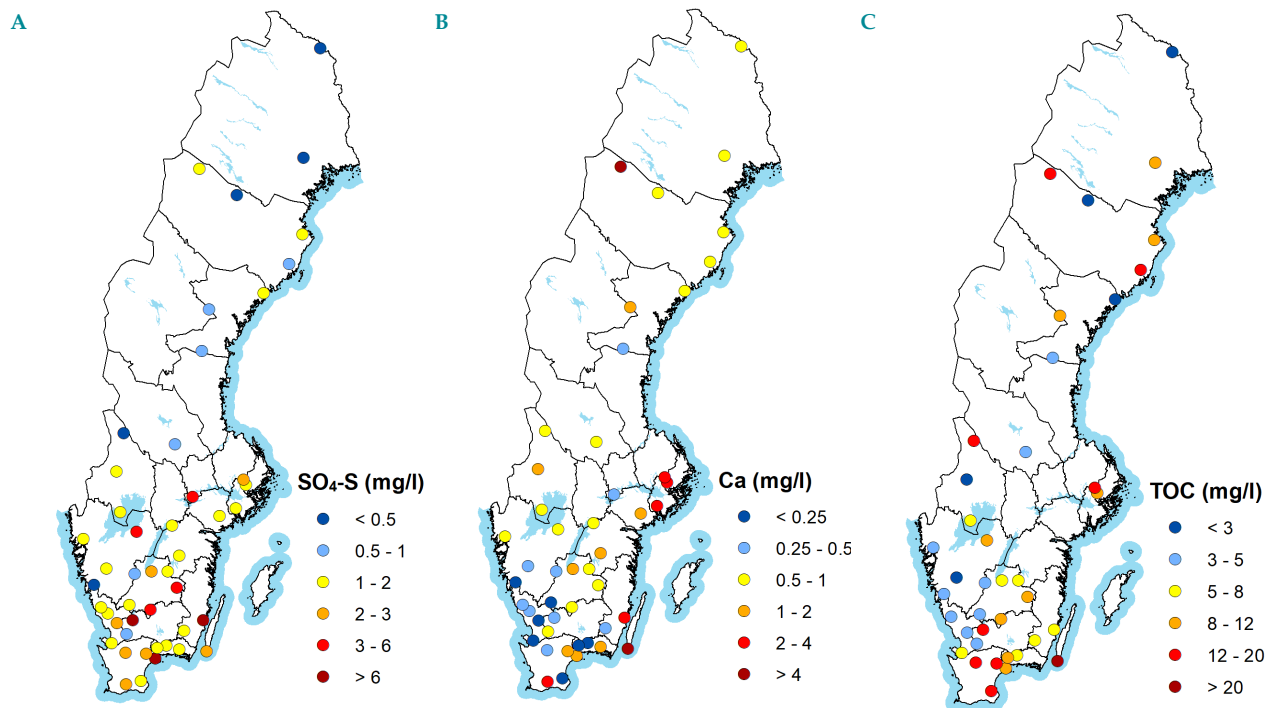 A
B
C
SO₄-S (mg/l)
< 0.5
0.5 - 1
1 - 2
2 - 3
3 - 6
> 6
Ca (mg/l)
< 0.25
0.25 - 0.5
0.5 - 1
1 - 2
2 - 4
> 4
TOC (mg/l)
< 3
3 - 5
5 - 8
8 - 12
12 - 20
> 20